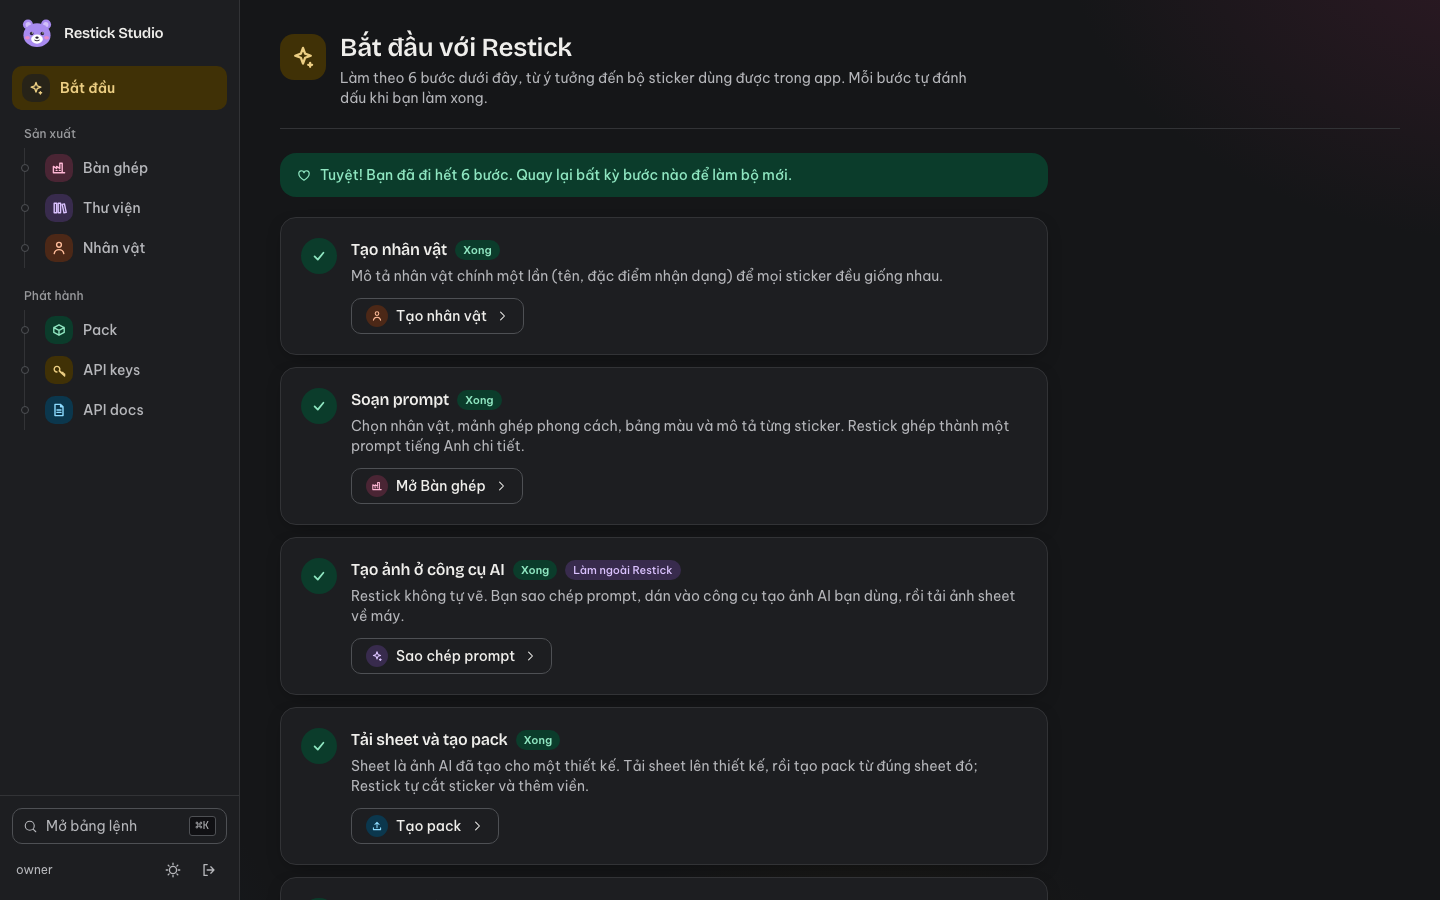 Restick Studio
Bắt đầu
Sản xuất
Bàn ghép
Thư viện
Nhân vật
Phát hành
Pack
API keys
API docs
Mở bảng lệnh
⌘K
owner
Bắt đầu với Restick
Làm theo 6 bước dưới đây, từ ý tưởng đến bộ sticker dùng được trong app. Mỗi bước tự đánh
dấu khi bạn làm xong.
Tuyệt! Bạn đã đi hết 6 bước. Quay lại bất kỳ bước nào để làm bộ mới.
Tạo nhân vật Xong
Mô tả nhân vật chính một lần (tên, đặc điểm nhận dạng) để mọi sticker đều giống nhau.
Tạo nhân vật
Soạn prompt Xong
Chọn nhân vật, mảnh ghép phong cách, bảng màu và mô tả từng sticker. Restick ghép thành một
prompt tiếng Anh chi tiết.
Mở Bàn ghép
Tạo ảnh ở công cụ AI Xong Làm ngoài Restick
Restick không tự vẽ. Bạn sao chép prompt, dán vào công cụ tạo ảnh AI bạn dùng, rồi tải ảnh sheet
về máy.
Sao chép prompt
Tải sheet và tạo pack Xong
Sheet là ảnh AI đã tạo cho một thiết kế. Tải sheet lên thiết kế, rồi tạo pack từ đúng sheet đó;
Restick tự cắt sticker và thêm viền.
Tạo pack